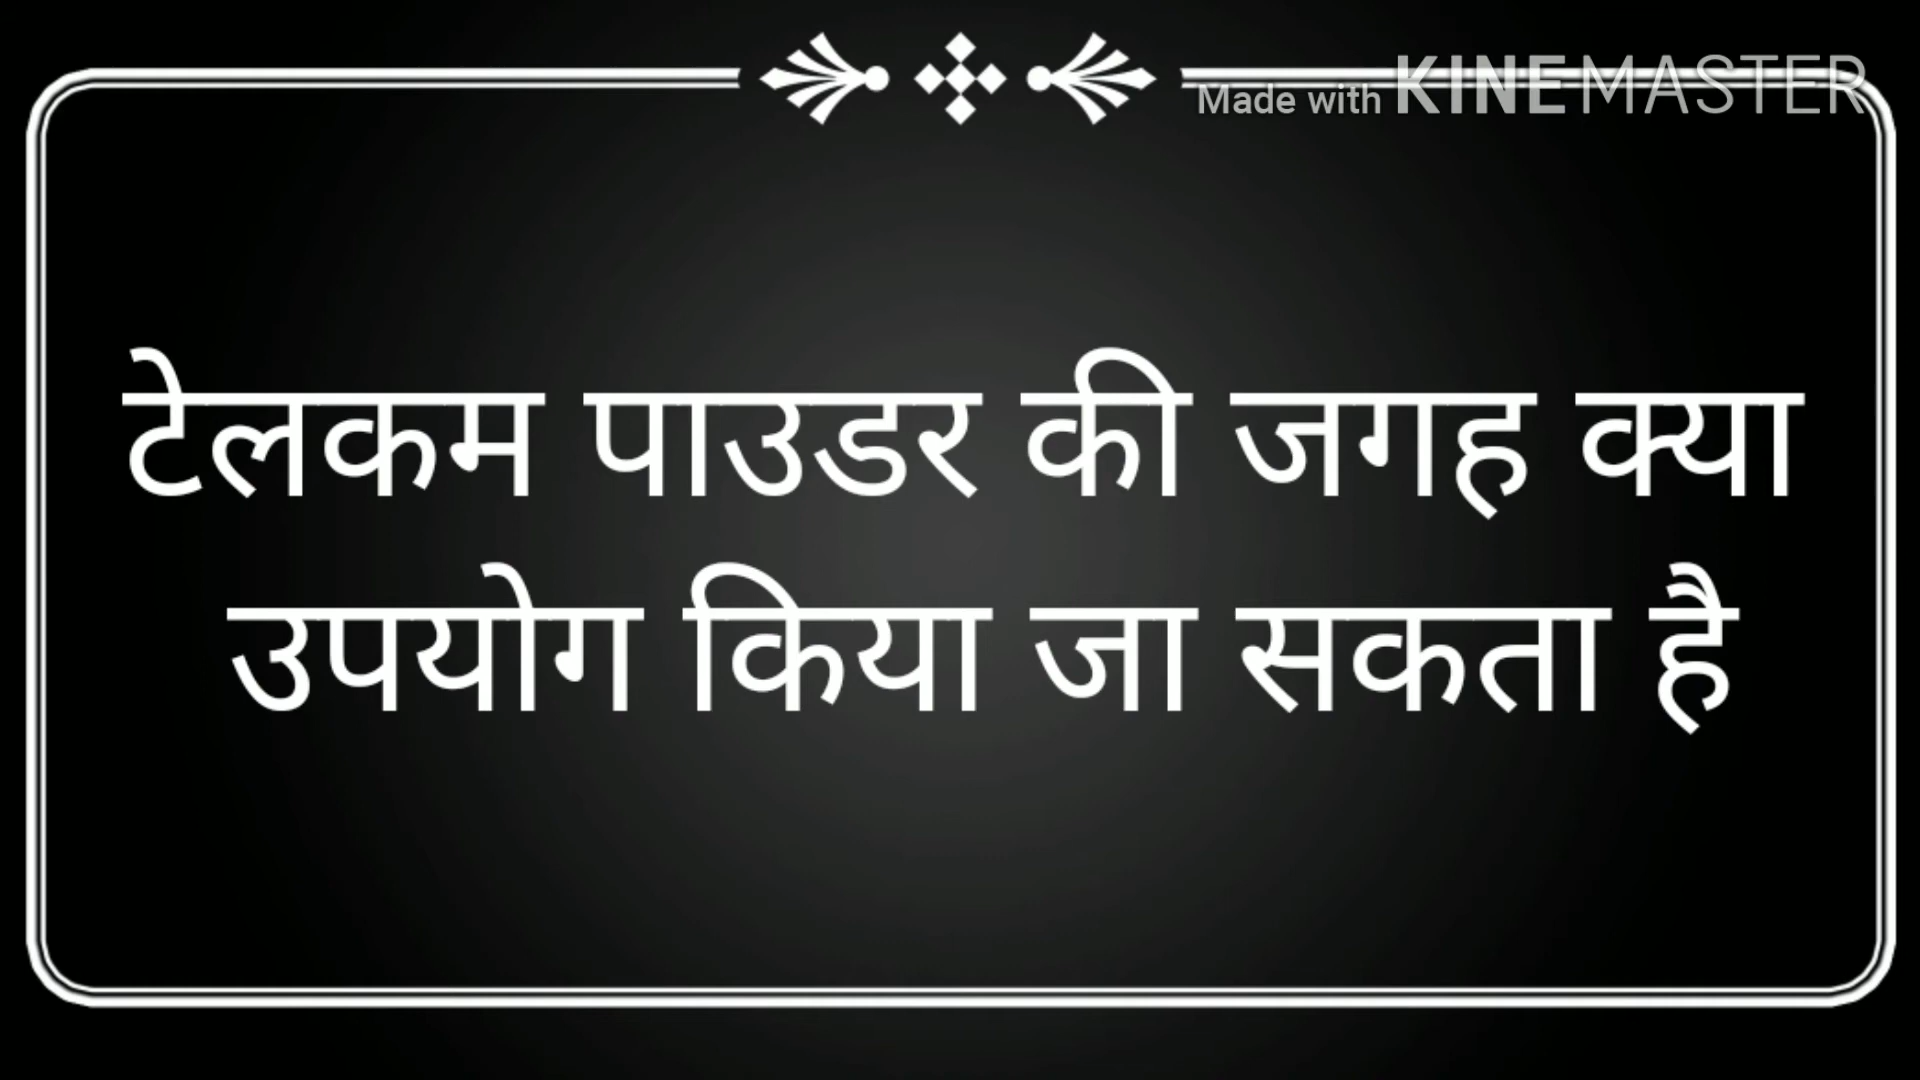 Made with KINEMASTER
टेलकम पाउडर की जगह क्या
उपयोग किया जा सकता है